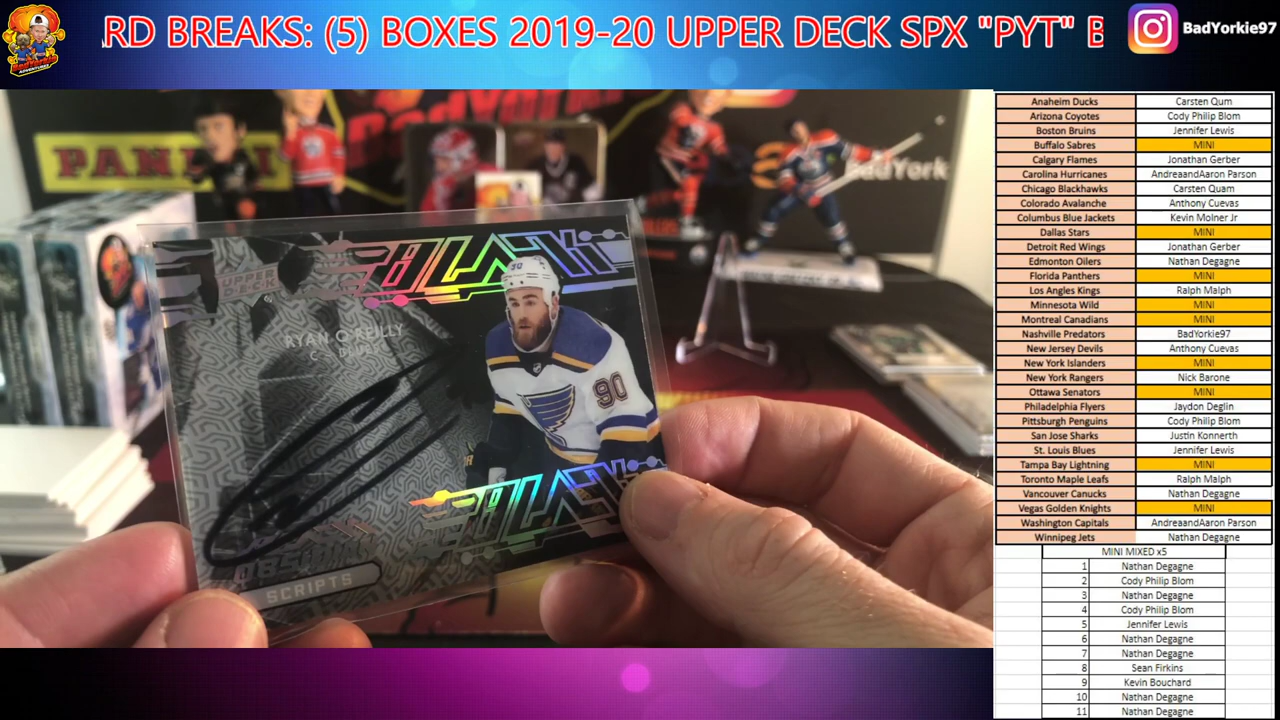 RD BREAKS: (5) BOXES 2019-20 UPPER DECK SPX "PYT" B
BadYorkie97
PANINI
BadYork
UPPER DECK
90
RYAN O'REILLY
C
90
OBSIDIAN
SCRIPTS
Anaheim Ducks Carsten Qum
Arizona Coyotes Cody Philip Blom
Boston Bruins Jennifer Lewis
Buffalo Sabres MINI
Calgary Flames Jonathan Gerber
Carolina Hurricanes AndreaandAaron Parson
Chicago Blackhawks Carsten Quam
Colorado Avalanche Anthony Cuevas
Columbus Blue Jackets Kevin Molner Jr
Dallas Stars MINI
Detroit Red Wings Jonathan Gerber
Edmonton Oilers Nathan Degagne
Florida Panthers MINI
Los Angles Kings Ralph Malph
Minnesota Wild MINI
Montreal Canadians MINI
Nashville Predators BadYorkie97
New Jersey Devils Anthony Cuevas
New York Islanders MINI
New York Rangers Nick Barone
Ottawa Senators MINI
Philadelphia Flyers Jaydon Deglin
Pittsburgh Penguins Cody Philip Blom
San Jose Sharks Justin Konnerth
St. Louis Blues Jennifer Lewis
Tampa Bay Lightning MINI
Toronto Maple Leafs Ralph Malph
Vancouver Canucks Nathan Degagne
Vegas Golden Knights MINI
Washington Capitals AndreaandAaron Parson
Winnipeg Jets Nathan Degagne
MINI MIXED x5
1 Nathan Degagne
2 Cody Philip Blom
3 Nathan Degagne
4 Cody Philip Blom
5 Jennifer Lewis
6 Nathan Degagne
7 Nathan Degagne
8 Sean Firkins
9 Kevin Bouchard
10 Nathan Degagne
11 Nathan Degagne